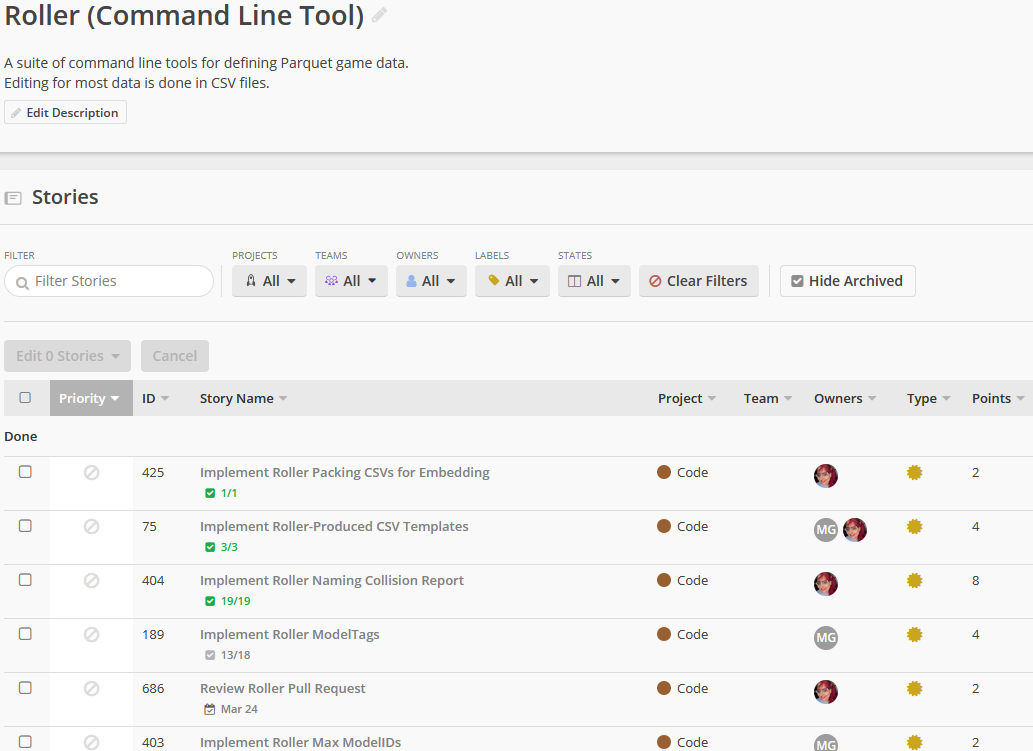 Roller (Command Line Tool)
A suite of command line tools for defining Parquet game data.
Editing for most data is done in CSV files.
Edit Description
Stories
FILTER PROJECTS TEAMS OWNERS LABELS STATES
Filter Stories All All All All All Clear Filters Hide Archived
Edit 0 Stories Cancel
Priority ID Story Name Project Team Owners Type Points
Done
425 Implement Roller Packing CSVs for Embedding Code 2
1/1
75 Implement Roller-Produced CSV Templates Code MG 4
3/3
404 Implement Roller Naming Collision Report Code 8
19/19
189 Implement Roller ModelTags Code MG 4
13/18
686 Review Roller Pull Request Code 2
Mar 24
403 Implement Roller Max ModelIDs Code MG 2